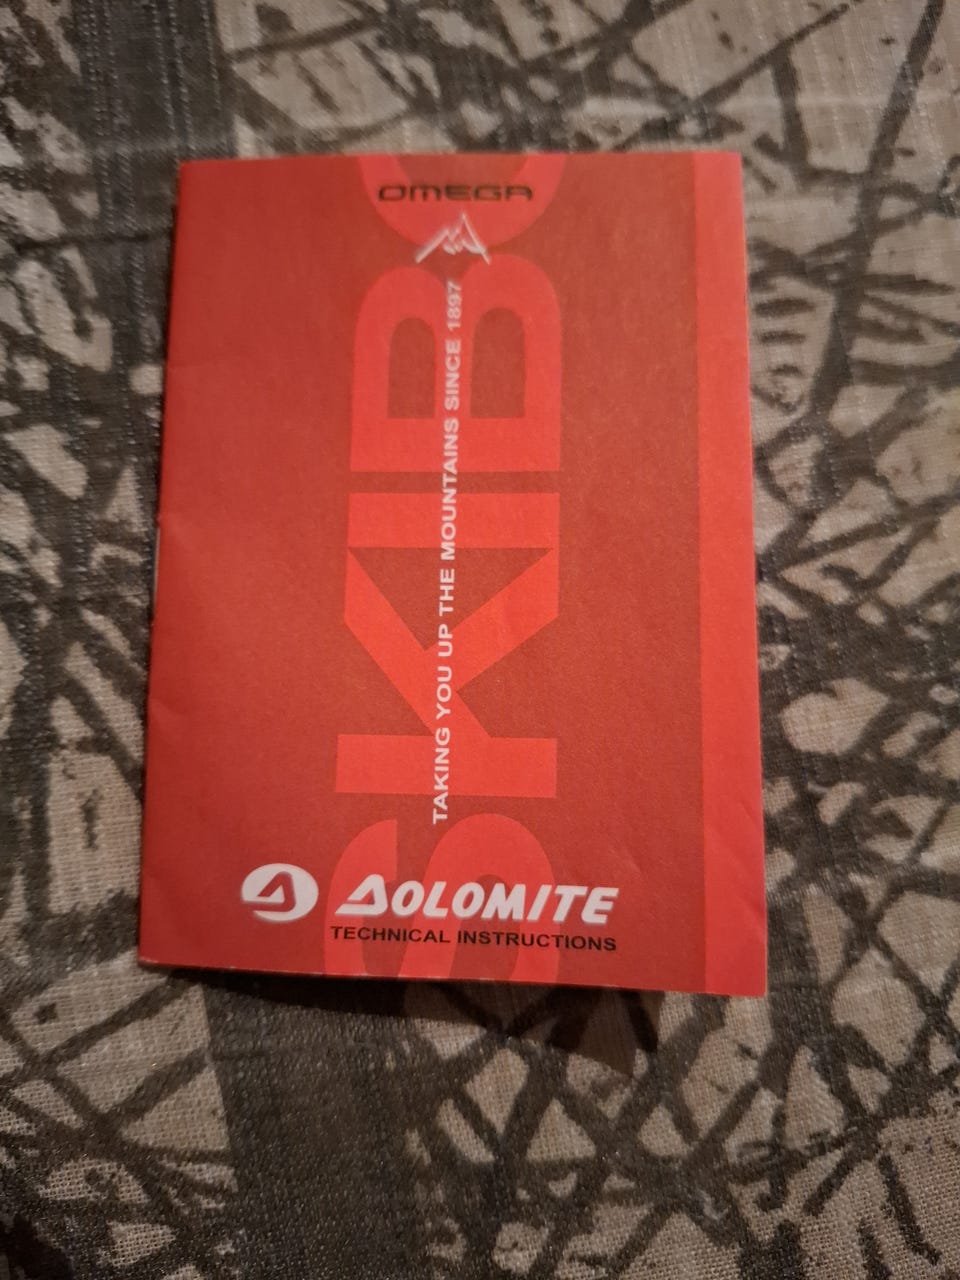 OMEGA
TAKING YOU UP THE MOUNTAINS SINCE 1897
SKIBO
DOLOMITE
TECHNICAL INSTRUCTIONS